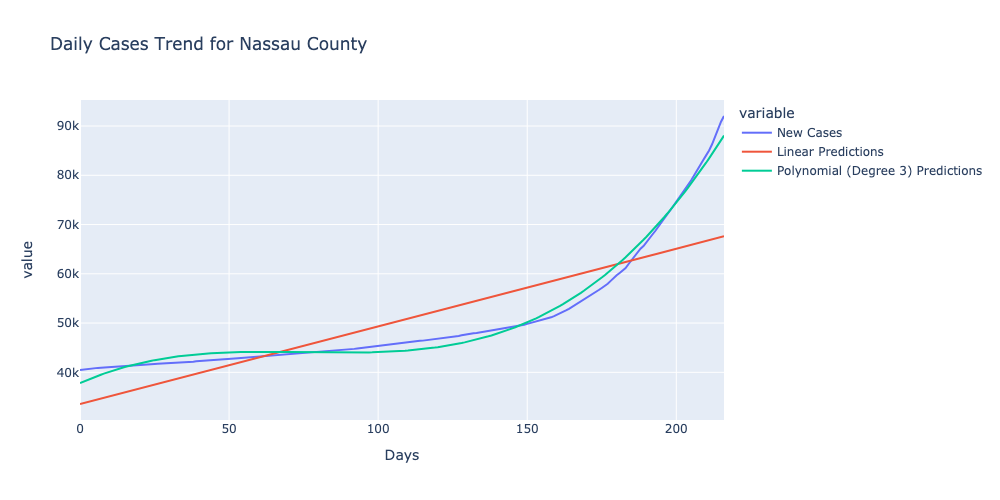 Daily Cases Trend for Nassau County
variable
New Cases
Linear Predictions
Polynomial (Degree 3) Predictions
value
90k
80k
70k
60k
50k
40k
0 50 100 150 200
Days